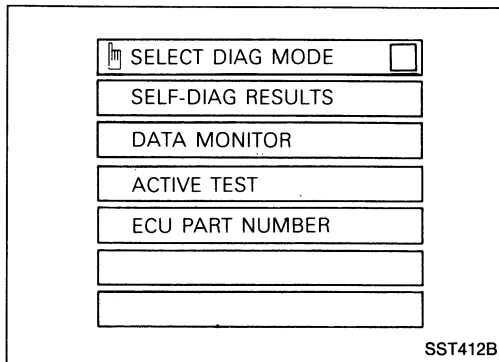 SELECT DIAG MODE
SELF-DIAG RESULTS
DATA MONITOR
ACTIVE TEST
ECU PART NUMBER
SST412B